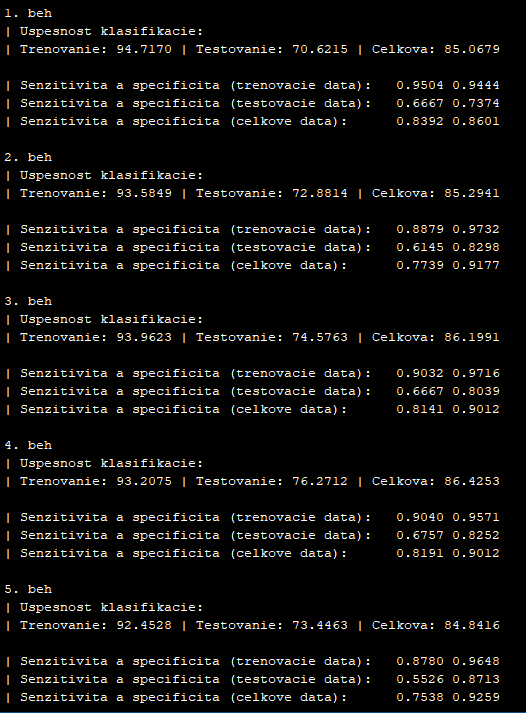 1. beh
| Uspesnost klasifikacie:
| Trenovanie: 94.7170 | Testovanie: 70.6215 | Celkova: 85.0679
| Senzitivita a specificita (trenovacie data): 0.9504 0.9444
| Senzitivita a specificita (testovacie data): 0.6667 0.7374
| Senzitivita a specificita (celkove data): 0.8392 0.8601
2. beh
| Uspesnost klasifikacie:
| Trenovanie: 93.5849 | Testovanie: 72.8814 | Celkova: 85.2941
| Senzitivita a specificita (trenovacie data): 0.8879 0.9732
| Senzitivita a specificita (testovacie data): 0.6145 0.8298
| Senzitivita a specificita (celkove data) 0.7739 0.9177
3. beh
| Uspesnost klasifikacie:
| Trenovanie: 93.9623 | Testovanie: 74.5763 | Celkova: 86.1991
| Senzitivita a specificita (trenovacie data): 0.9032 0.9716
| Senzitivita a specificita (testovacie data): 0.6667 0.8039
| Senzitivita a specificita (celkove data): 0.8141 0.9012
4. beh
| Uspesnost klasifikacie:
| Trenovanie: 93.2075 | Testovanie: 76.2712 | Celkova: 86.4253
| Senzitivita a specificita (trenovacie data): 0.9040 0.9571
| Senzitivita a specificita (testovacie data): 0.6757 0.8252
| Senzitivita a specificita (celkove data): 0.8191 0.9012
5. beh
| Uspesnost klasifikacie:
| Trenovanie: 92.4528 | Testovanie: 73.4463 | Celkova: 84.8416
| Senzitivita a specificita (trenovacie data): 0.8780 0.9648
| Senzitivita a specificita (testovacie data): 0.5526 0.8713
| Senzitivita a specificita (celkove data): 0.7538 0.9259